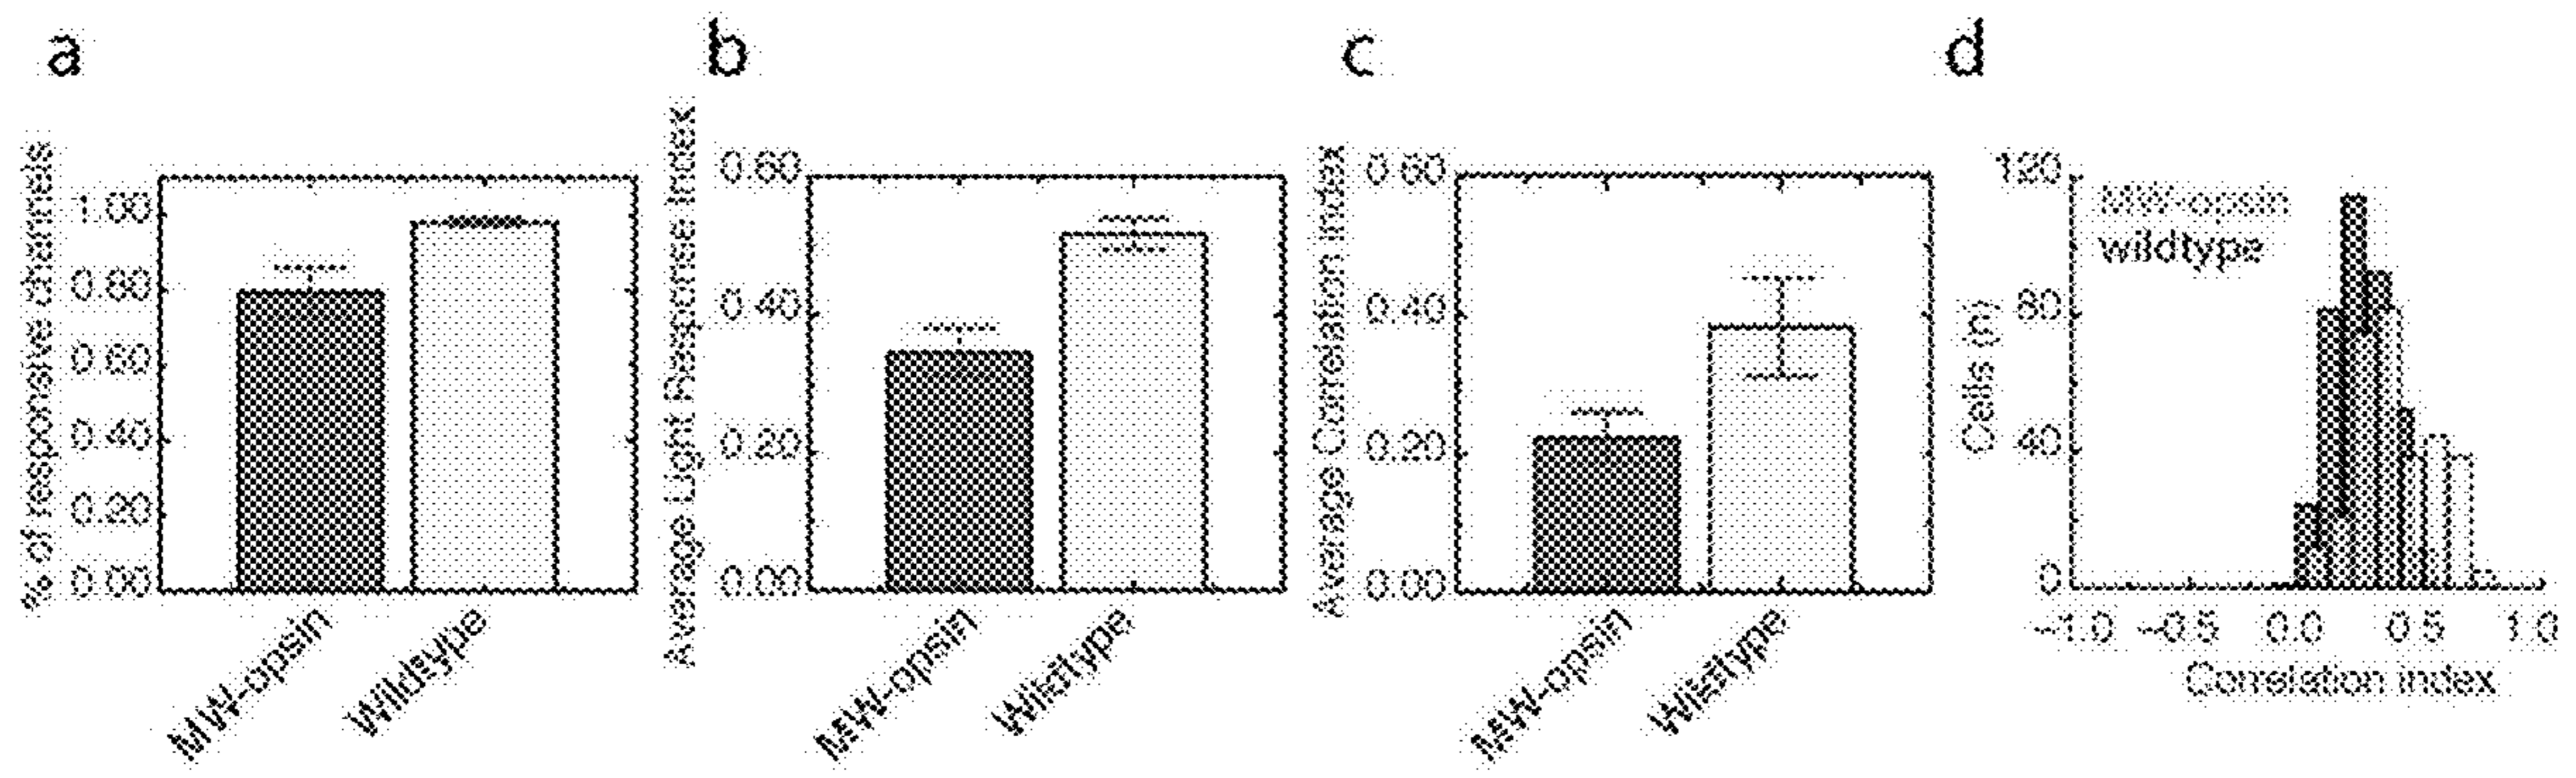 a
% of responsive channels
1.00
0.80
0.60
0.40
0.20
0.00
MW-opsin
Wildtype
b
Average Light Response Index
0.60
0.40
0.20
0.00
MW-opsin
Wildtype
c
Average Correlation Index
0.60
0.40
0.20
0.00
MW-opsin
Wildtype
d
Cells (n)
120
80
40
0
MW-opsin
wildtype
-1.0 -0.5 0.0 0.5 1.0
Correlation index